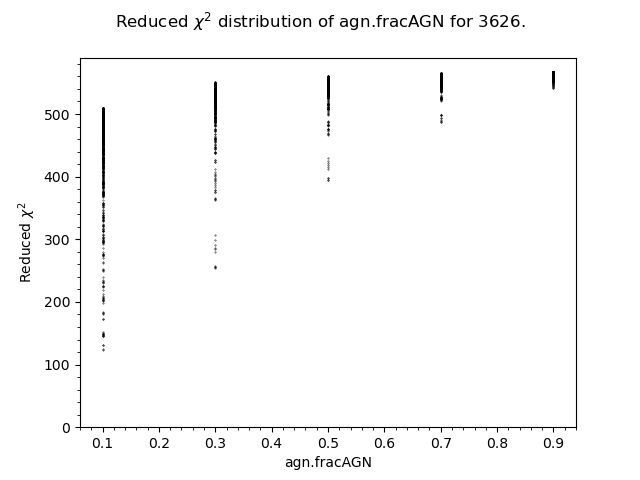 Reduced χ² distribution of agn.fracAGN for 3626.
500
400
300
200
100
0
Reduced χ²
0.1 0.2 0.3 0.4 0.5 0.6 0.7 0.8 0.9
agn.fracAGN